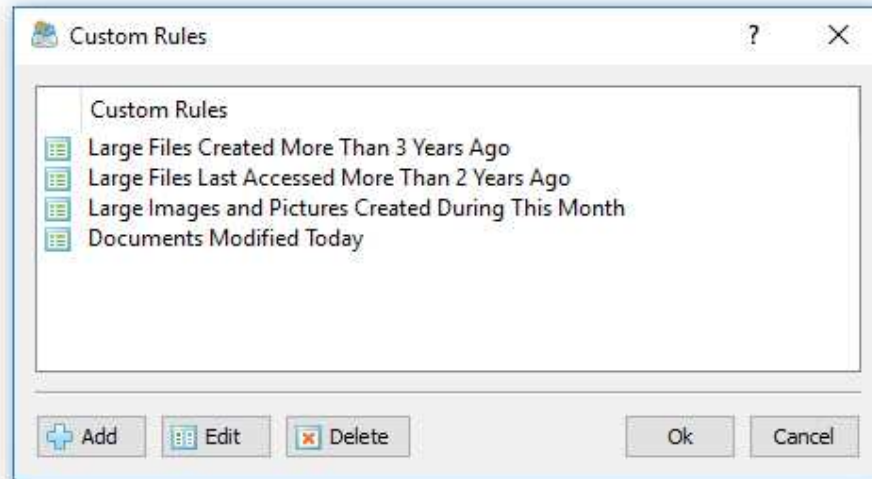 Custom Rules ?
Custom Rules
Large Files Created More Than 3 Years Ago
Large Files Last Accessed More Than 2 Years Ago
Large Images and Pictures Created During This Month
Documents Modified Today
Add Edit Delete Ok Cancel